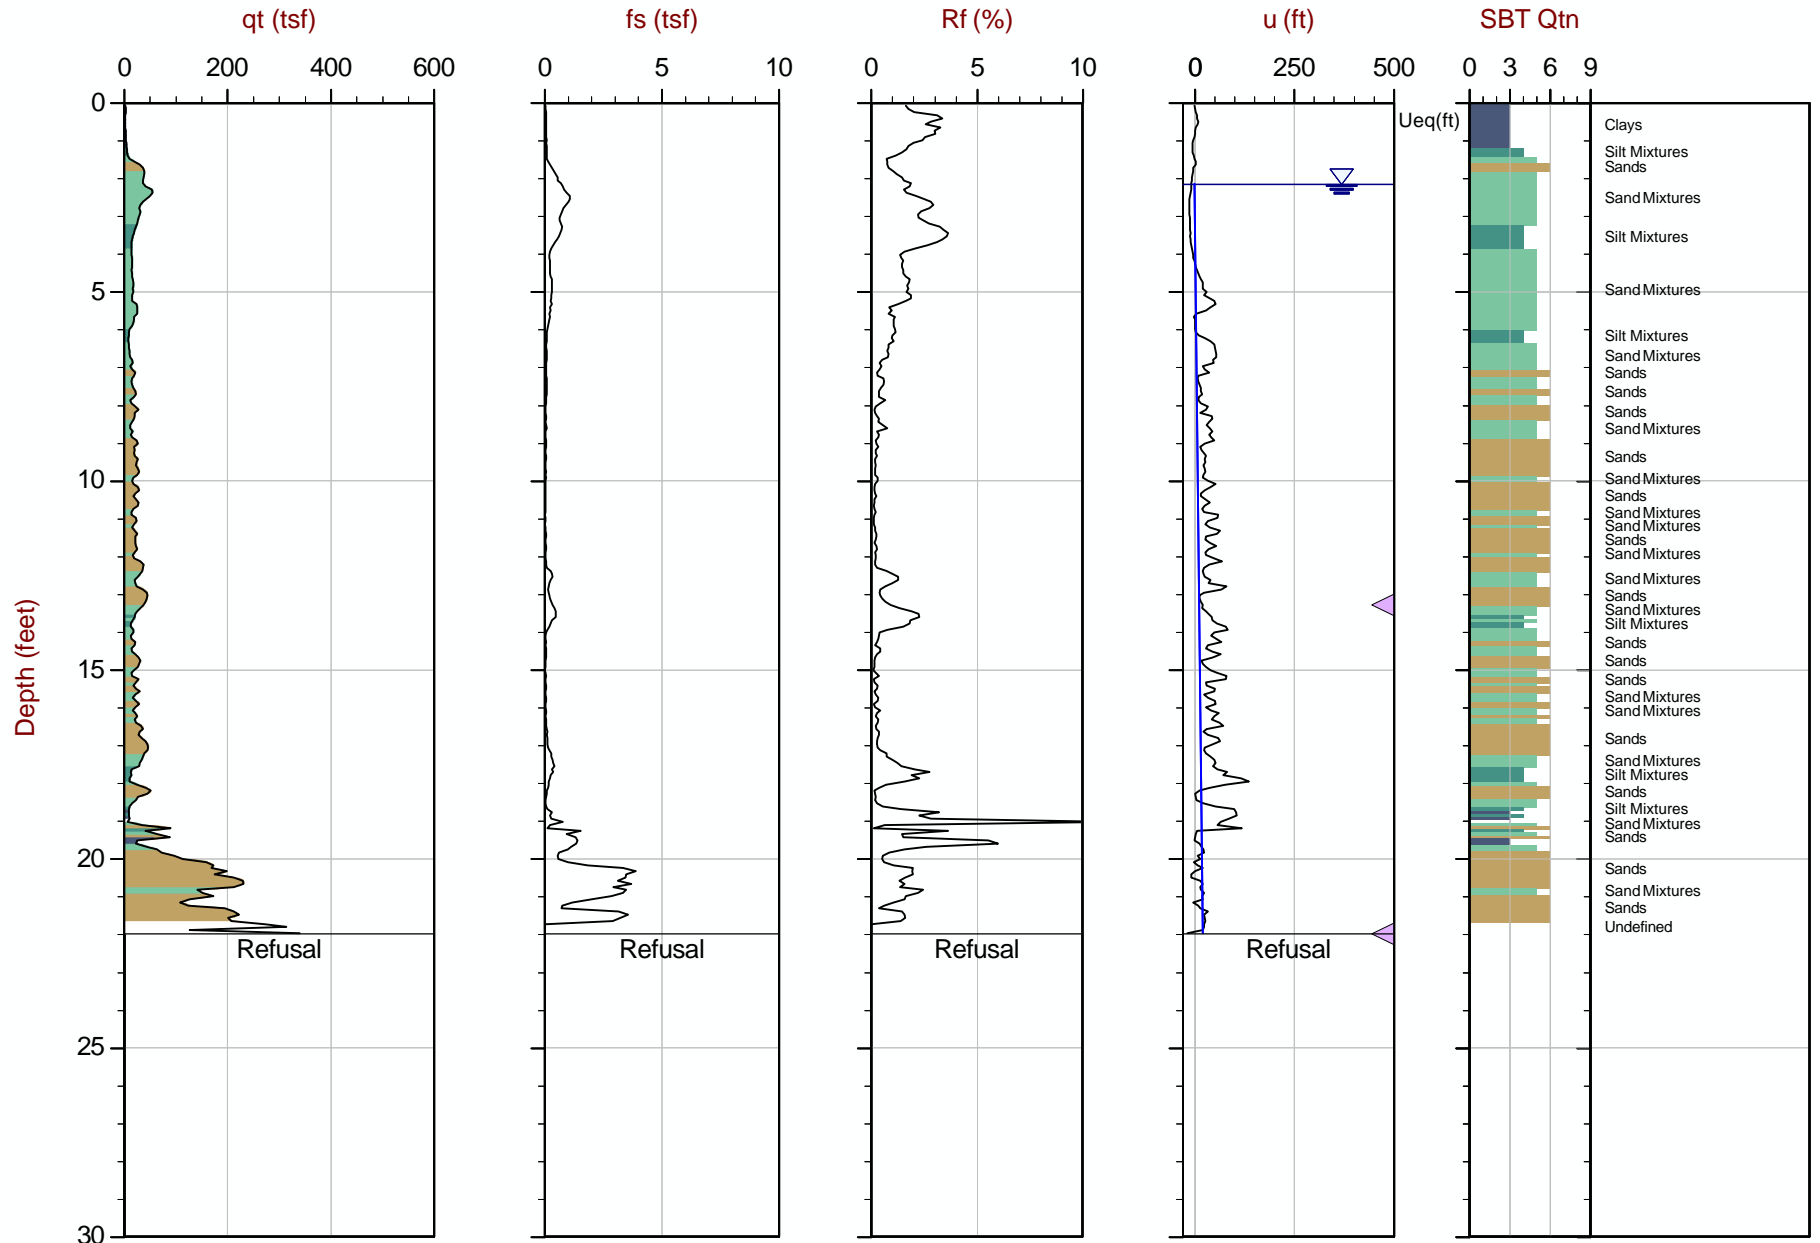 qt (tsf) fs (tsf) Rf (%) u (ft) SBT Qtn
0 200 400 600 0 5 10 0 5 10 0 250 500 0 3 6 9
0
Ueq(ft)
Clays
Silt Mixtures
Sands
Sand Mixtures
Silt Mixtures
5
Sand Mixtures
Silt Mixtures
Sand Mixtures
Sands
Sands
Sands
Sand Mixtures
Sands
10
Sand Mixtures
Sands
Sand Mixtures
Sand Mixtures
Sands
Sand Mixtures
Sand Mixtures
Sands
Sand Mixtures
Silt Mixtures
Sands
Sands
15
Sands
Sand Mixtures
Sand Mixtures
Sands
Sand Mixtures
Silt Mixtures
Sands
Silt Mixtures
Sand Mixtures
Sands
20
Sands
Sand Mixtures
Sands
Undefined
Refusal Refusal Refusal Refusal
25
30
Depth (feet)